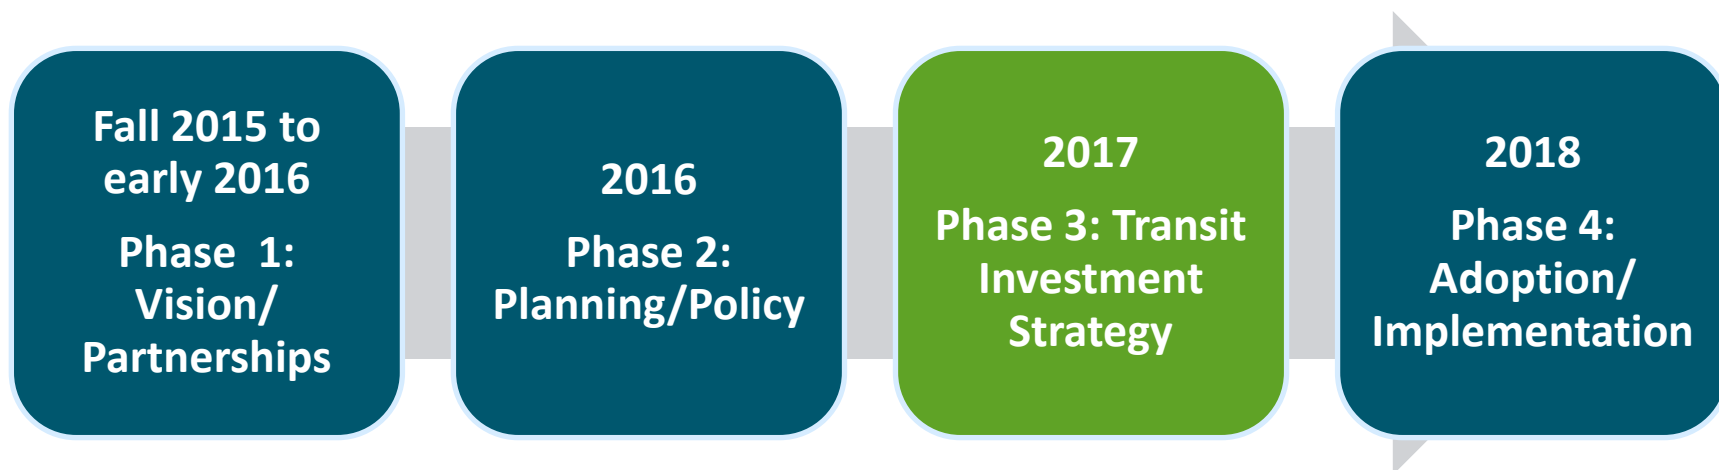 Fall 2015 to
early 2016
Phase  1:
Vision/
Partnerships
2016
Phase 2:
Planning/Policy
2017
Phase 3: Transit
Investment
Strategy
2018
Phase 4:
Adoption/
Implementation